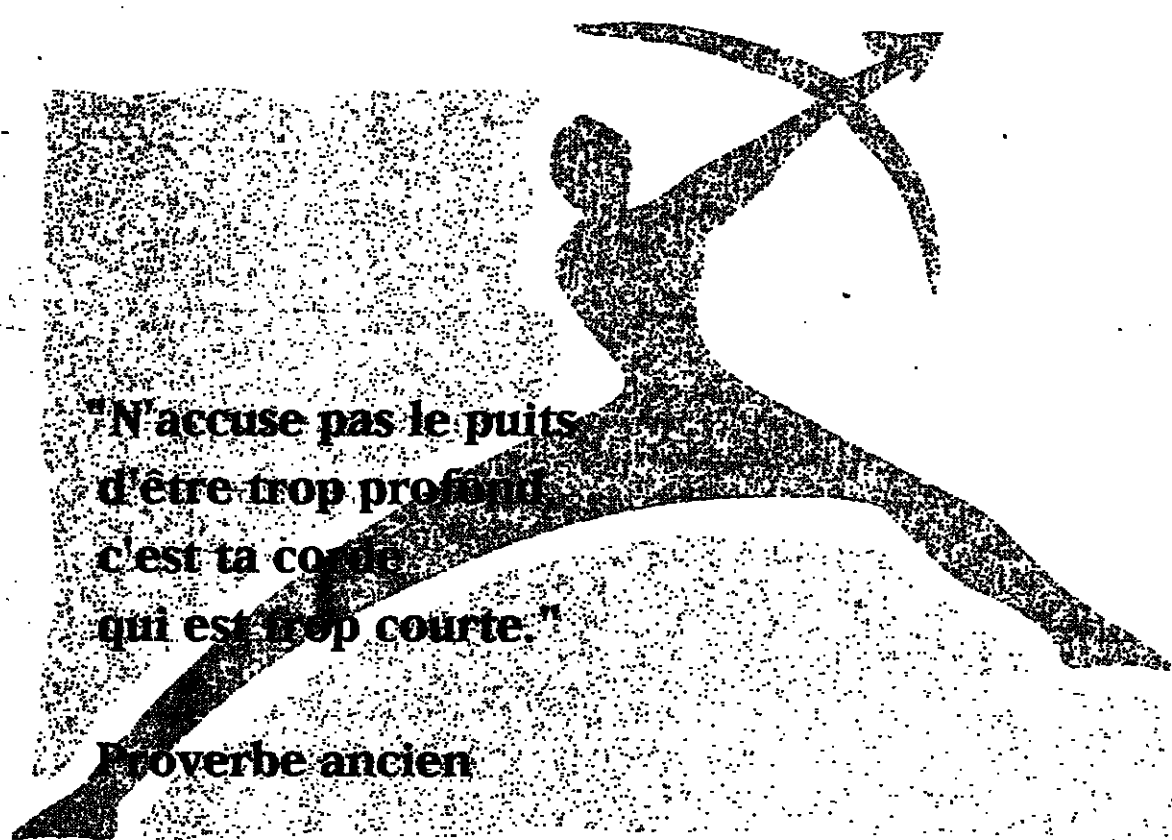 "N'accuse pas le puits
d'être trop profond,
c'est ta corde
qui est trop courte."
Proverbe ancien